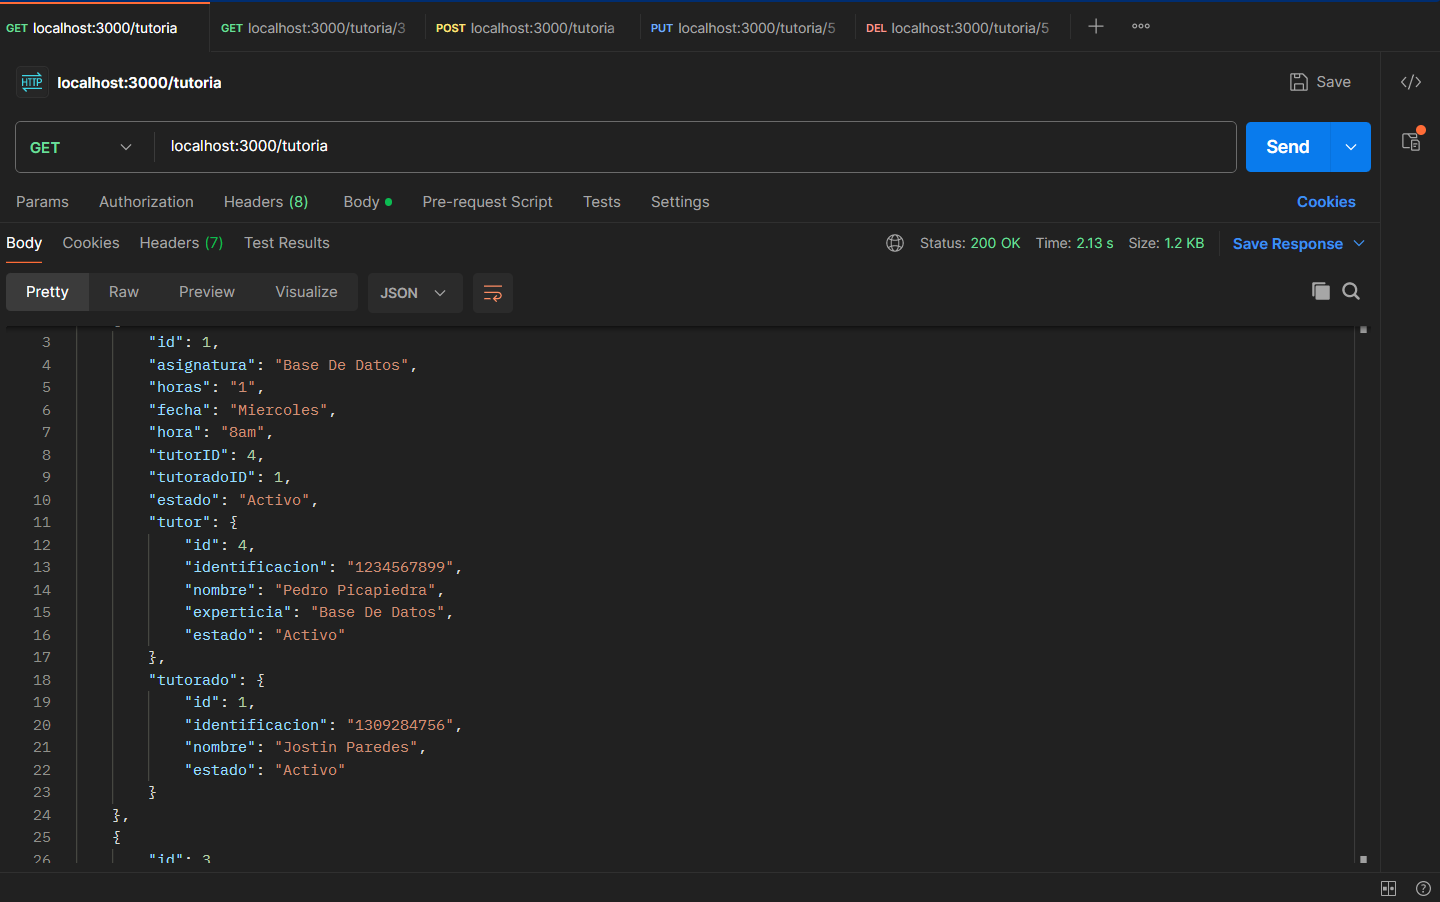 GET localhost:3000/tutoria
GET localhost:3000/tutoria/3
POST localhost:3000/tutoria
PUT localhost:3000/tutoria/5
DEL localhost:3000/tutoria/5
HTTP localhost:3000/tutoria
Save
GET localhost:3000/tutoria
Send
Params Authorization Headers (8) Body Pre-request Script Tests Settings Cookies
Body Cookies Headers (7) Test Results Status: 200 OK Time: 2.13 s Size: 1.2 KB Save Response
Pretty Raw Preview Visualize JSON
3 "id": 1,
4 "asignatura": "Base De Datos",
5 "horas": "1",
6 "fecha": "Miercoles",
7 "hora": "8am",
8 "tutorID": 4,
9 "tutoradoID": 1,
10 "estado": "Activo",
11 "tutor": {
12 "id": 4,
13 "identificacion": "1234567899",
14 "nombre": "Pedro Picapiedra",
15 "experticia": "Base De Datos",
16 "estado": "Activo"
17 },
18 "tutorado": {
19 "id": 1,
20 "identificacion": "1309284756",
21 "nombre": "Jostin Paredes",
22 "estado": "Activo"
23 }
24 },
25 {
26 "id": 3